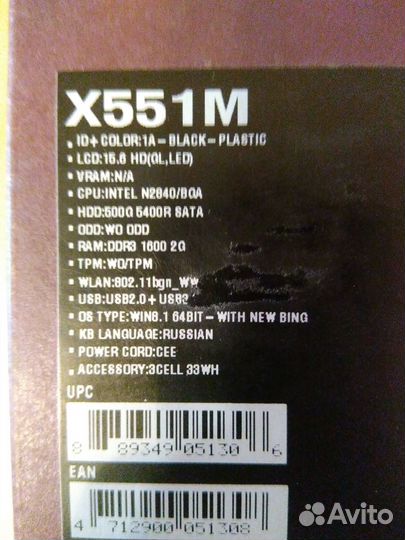 X551M
ID+ COLOR:1A-BLACK-PLASTIC
LCD:15.6 HD(GL,LED)
VRAM:N/A
CPU:INTEL N2840/BGA
HDD:500G 5400R SATA
ODD:WO ODD
RAM:DDR3 1600 2G
TPM:WO/TPM
WLAN:802.11bgn_WW
USB:USB2.0+USB3
OS TYPE:WIN8.1 64BIT-WITH NEW BING
KB LANGUAGE:RUSSIAN
POWER CORD:CEE
ACCESSORY:3CELL 33WH
UPC
8 89349 05130 6
EAN
4 712900 051308
Avito